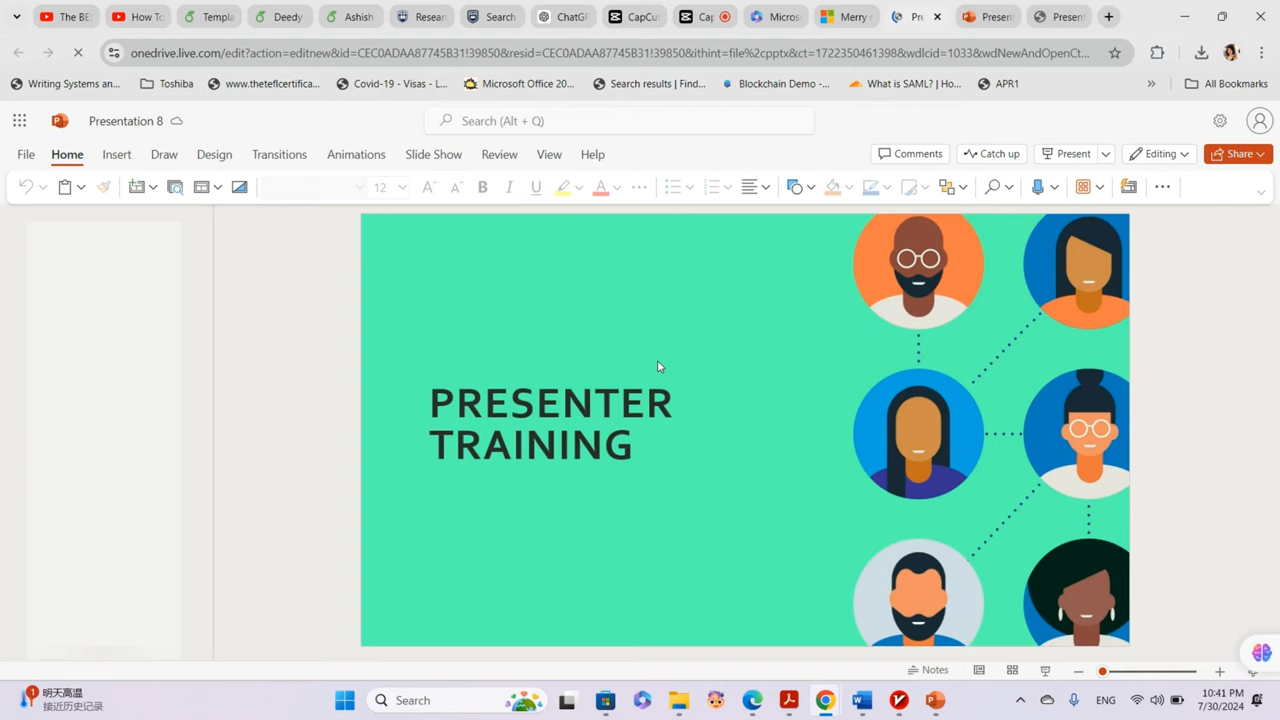 The BE
How To
Templa
Deedy
Ashish
Resear
Search
ChatGP
CapCu
Cap
Micros
Merry
Pre
Present
Present
onedrive.live.com/edit?action=editnew&id=CEC0ADAA87745B31!39850&resid=CEC0ADAA87745B31!39850&ithint=file%2cpptx&ct=1722350461398&wdlcid=1033&wdNewAndOpenCt...
Writing Systems an...
Toshiba
www.theteflcertifica...
Covid-19 - Visas - L...
Microsoft Office 20...
Search results | Find...
Blockchain Demo -...
What is SAML? | Ho...
APR1
All Bookmarks
Presentation 8
Search (Alt + Q)
File
Home
Insert
Draw
Design
Transitions
Animations
Slide Show
Review
View
Help
Comments
Catch up
Present
Editing
Share
12
PRESENTER
TRAINING
Notes
1
明天高温
接近历史记录
Search
ENG
10:41 PM
7/30/2024